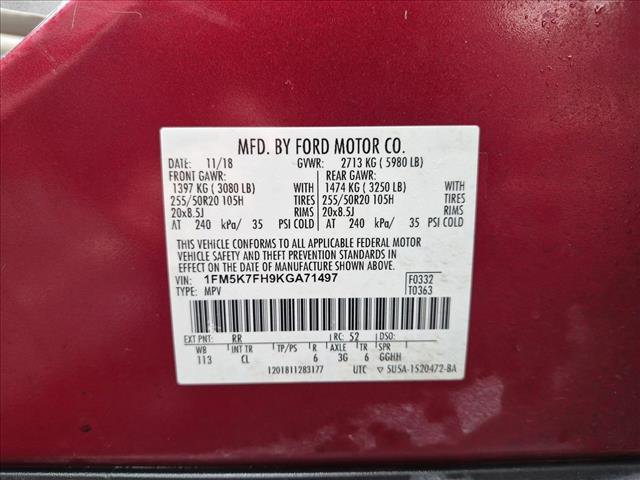 MFD. BY FORD MOTOR CO.
DATE: 11/18 GVWR: 2713 KG ( 5980 LB)
FRONT GAWR: REAR GAWR:
1397 KG ( 3080 LB) WITH 1474 KG ( 3250 LB) WITH
255/50R20 105H TIRES 255/50R20 105H TIRES
20x8.5J RIMS 20x8.5J RIMS
AT 240 kPa/ 35 PSI COLD AT 240 kPa/ 35 PSI COLD
THIS VEHICLE CONFORMS TO ALL APPLICABLE FEDERAL MOTOR
VEHICLE SAFETY AND THEFT PREVENTION STANDARDS IN
EFFECT ON THE DATE OF MANUFACTURE SHOWN ABOVE.
VIN: 1FM5K7FH9KGA71497 F0332
TYPE: MPV T0363
EXT PNT: RR RC: 52 DSO:
WB INT TR TP/PS R AXLE TR SPR
113 CL 6 3G 6 GGHH
1201811283177 UTC ▽ SU5A-1520472-BA